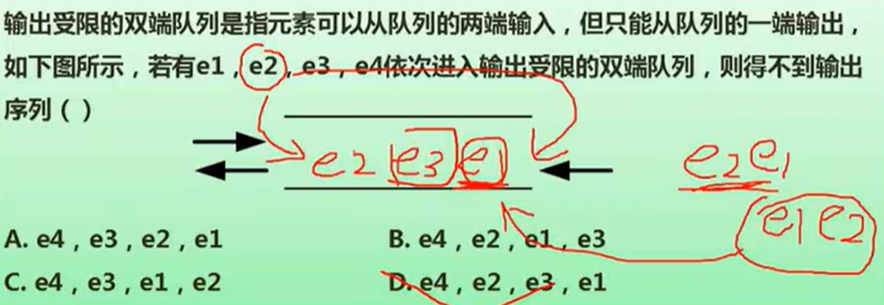 输出受限的双端队列是指元素可以从队列的两端输入，但只能从队列的一端输出，
如下图所示，若有e1，e2，e3，e4依次进入输出受限的双端队列，则得不到输出
序列（ ）
e2 e3 e1
e2e1
e1 e2
A. e4，e3，e2，e1 B. e4，e2，e1，e3
C. e4，e3，e1，e2 D. e4，e2，e3，e1